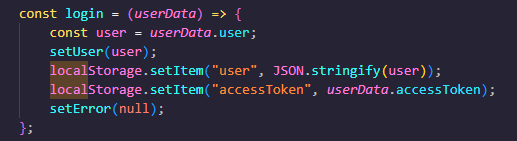 const login = (userData) => {
    const user = userData.user;
    setUser(user);
    localStorage.setItem("user", JSON.stringify(user));
    localStorage.setItem("accessToken", userData.accessToken);
    setError(null);
};